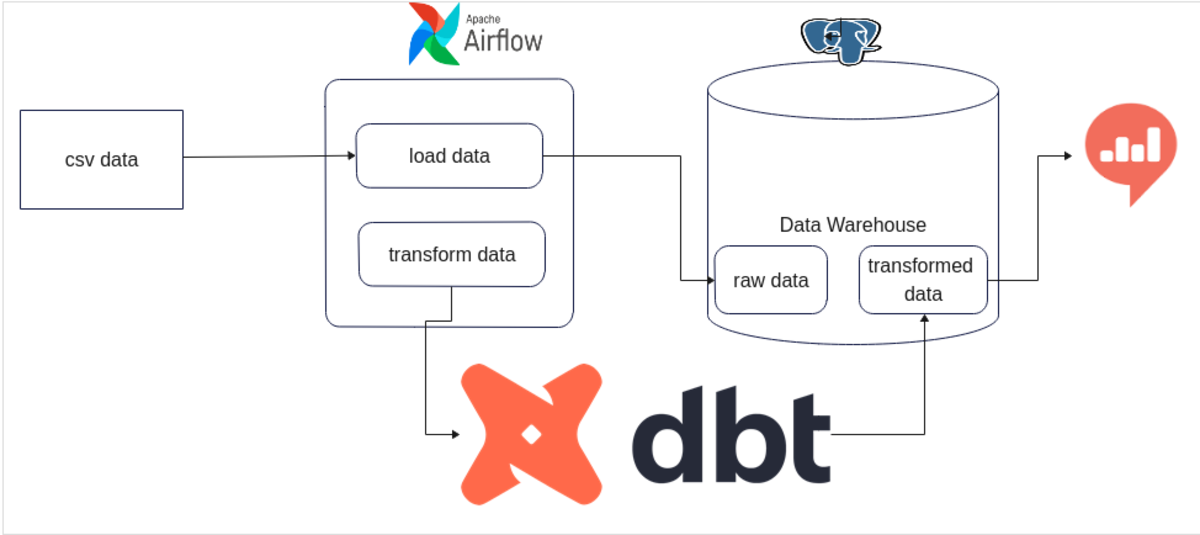 Apache
Airflow
csv data
load data
transform data
Data Warehouse
raw data
transformed
data
dbt